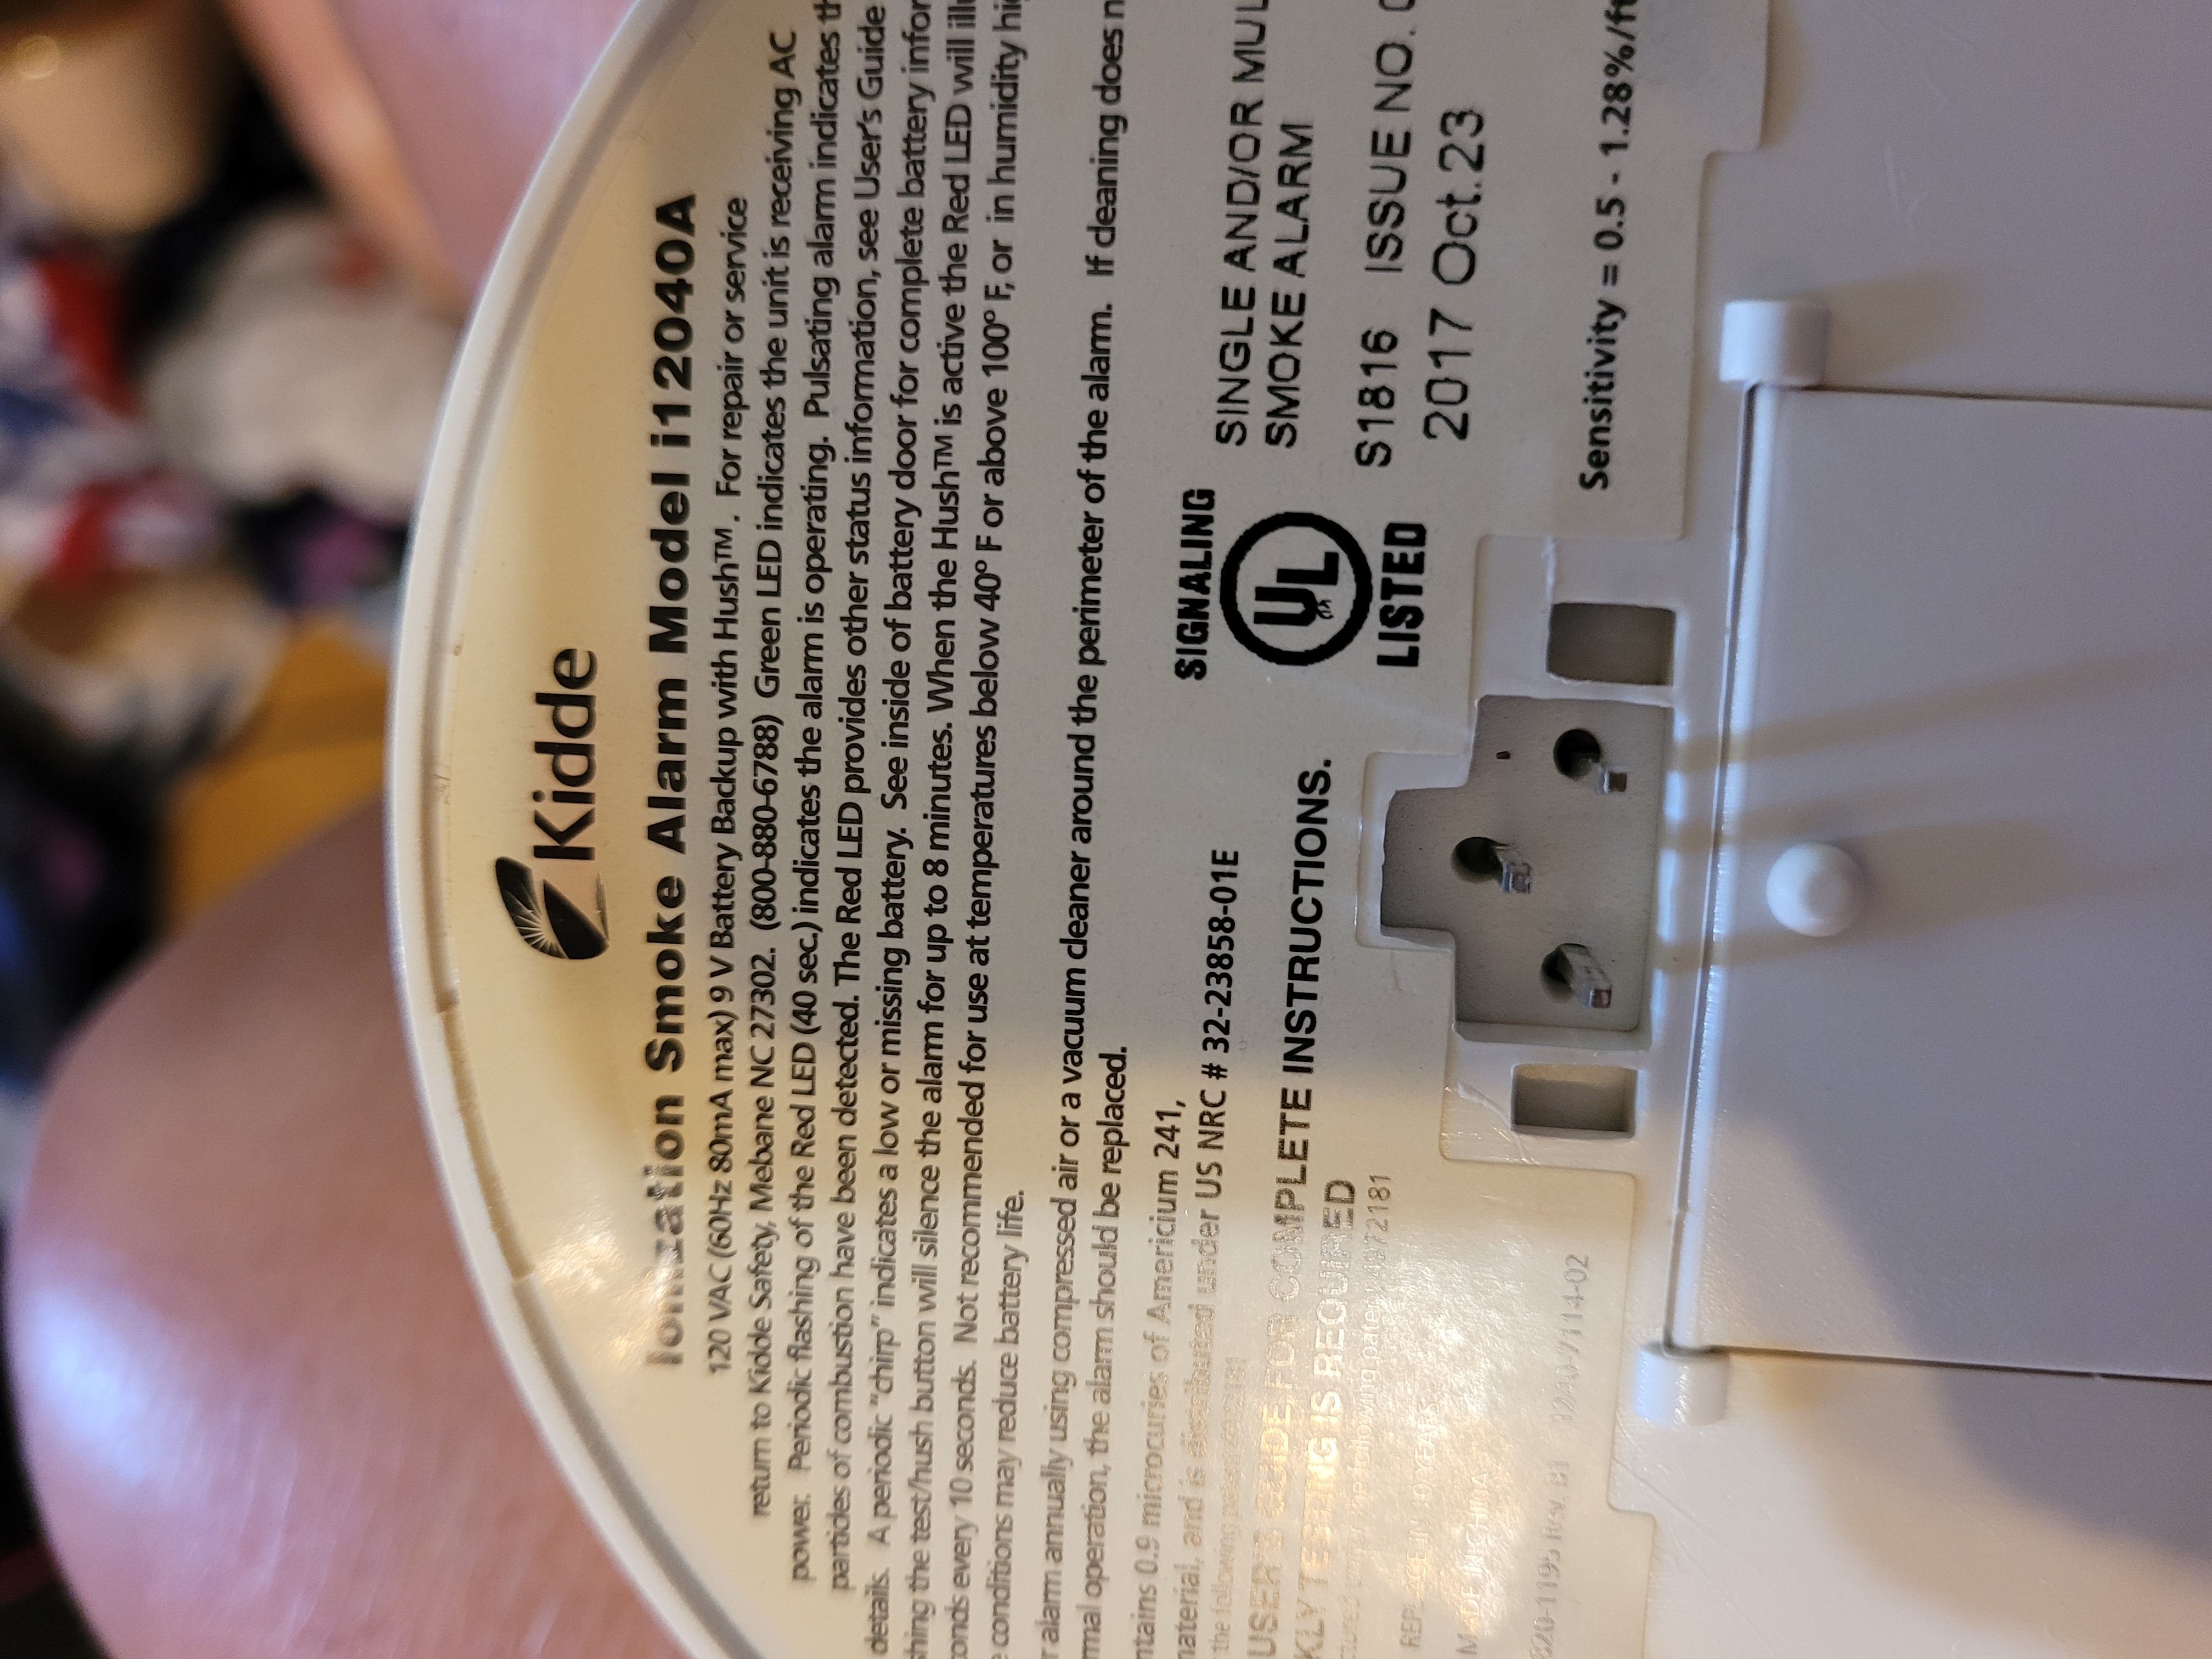 Kidde
Ionization Smoke Alarm Model i12040A
120 VAC (60Hz 80mA max) 9 V Battery Backup with Hush™. For repair or service
return to Kidde Safety, Mebane NC 27302. (800-880-6788) Green LED indicates the unit is receiving AC
power. Periodic flashing of the Red LED (40 sec.) indicates the alarm is operating. Pulsating alarm indicates
particles of combustion have been detected. The Red LED provides other status information, see User's Guide
details. A periodic "chirp" indicates a low or missing battery. See inside of battery door for complete battery
the test/hush button will silence the alarm for up to 8 minutes. When the Hush™ is active the Red LED will
every 10 seconds. Not recommended for use at temperatures below 40° F or above 100° F, or in humidity
conditions may reduce battery life.
alarm annually using compressed air or a vacuum cleaner around the perimeter of the alarm. If cleaning does
operation, the alarm should be replaced.
0.9 microcuries of Americium 241,
material, and is distributed under US NRC # 32-23858-01E
USER'S GUIDE FOR COMPLETE INSTRUCTIONS.
TESTING IS REQUIRED
SIGNALING
UL
LISTED
SINGLE AND/OR
SMOKE ALARM
S1816 ISSUE NO.
2017 Oct.23
Sensitivity = 0.5 - 1.28%/ft